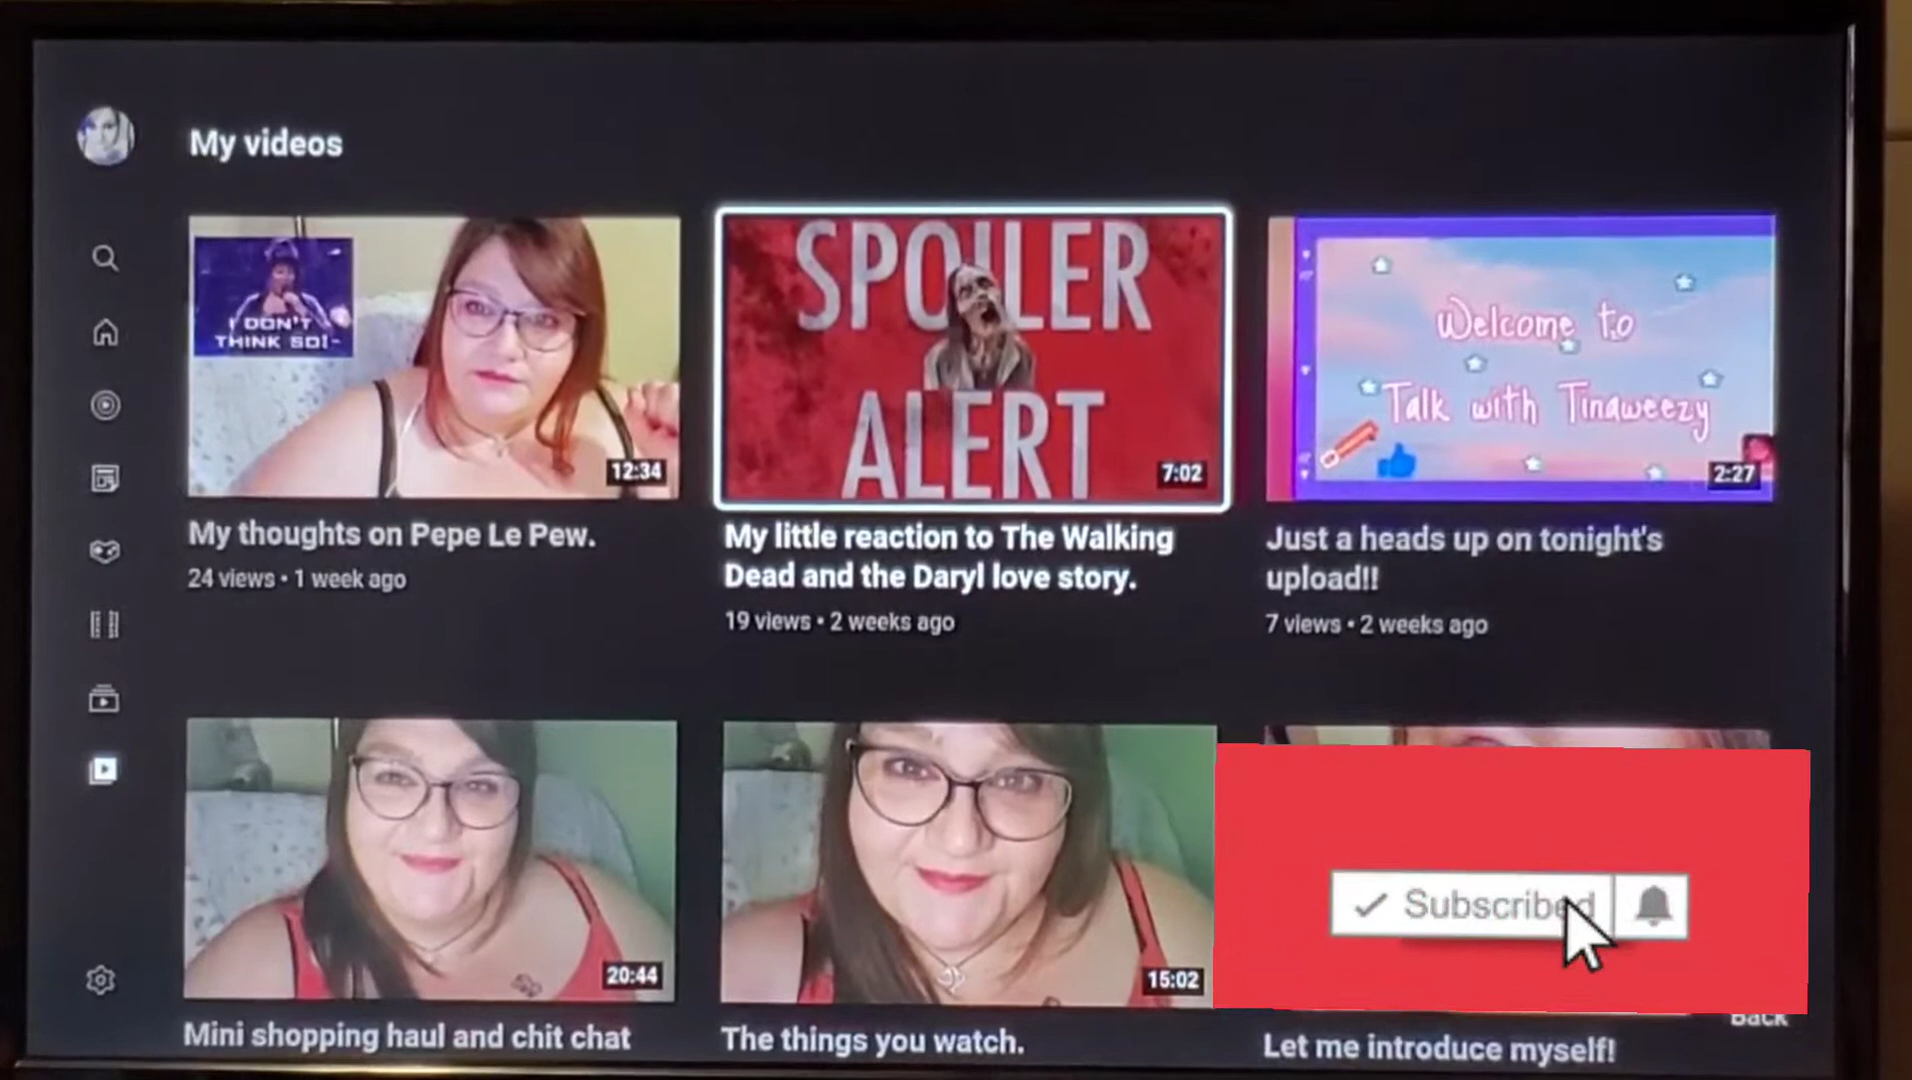 My videos
I DON'T
THINK SO!-
12:34
SPOILER
ALERT
7:02
Welcome to
Talk with Tinaweezy
2:27
My thoughts on Pepe Le Pew.
24 views • 1 week ago
My little reaction to The Walking
Dead and the Daryl love story.
19 views • 2 weeks ago
Just a heads up on tonight's
upload!!
7 views • 2 weeks ago
20:44
15:02
Subscribed
Mini shopping haul and chit chat
The things you watch.
Back
Let me introduce myself!